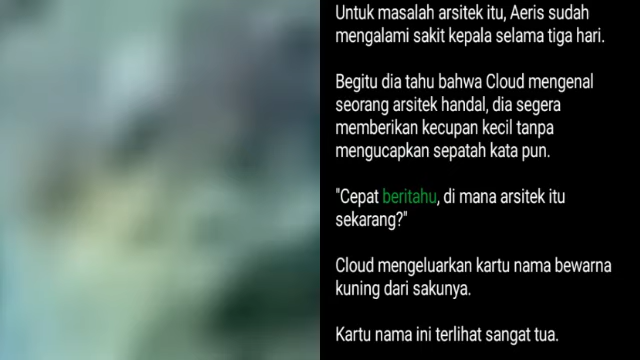 Untuk masalah arsitek itu, Aeris sudah
mengalami sakit kepala selama tiga hari.
Begitu dia tahu bahwa Cloud mengenal
seorang arsitek handal, dia segera
memberikan kecupan kecil tanpa
mengucapkan sepatah kata pun.
"Cepat beritahu, di mana arsitek itu
sekarang?"
Cloud mengeluarkan kartu nama bewarna
kuning dari sakunya.
Kartu nama ini terlihat sangat tua.